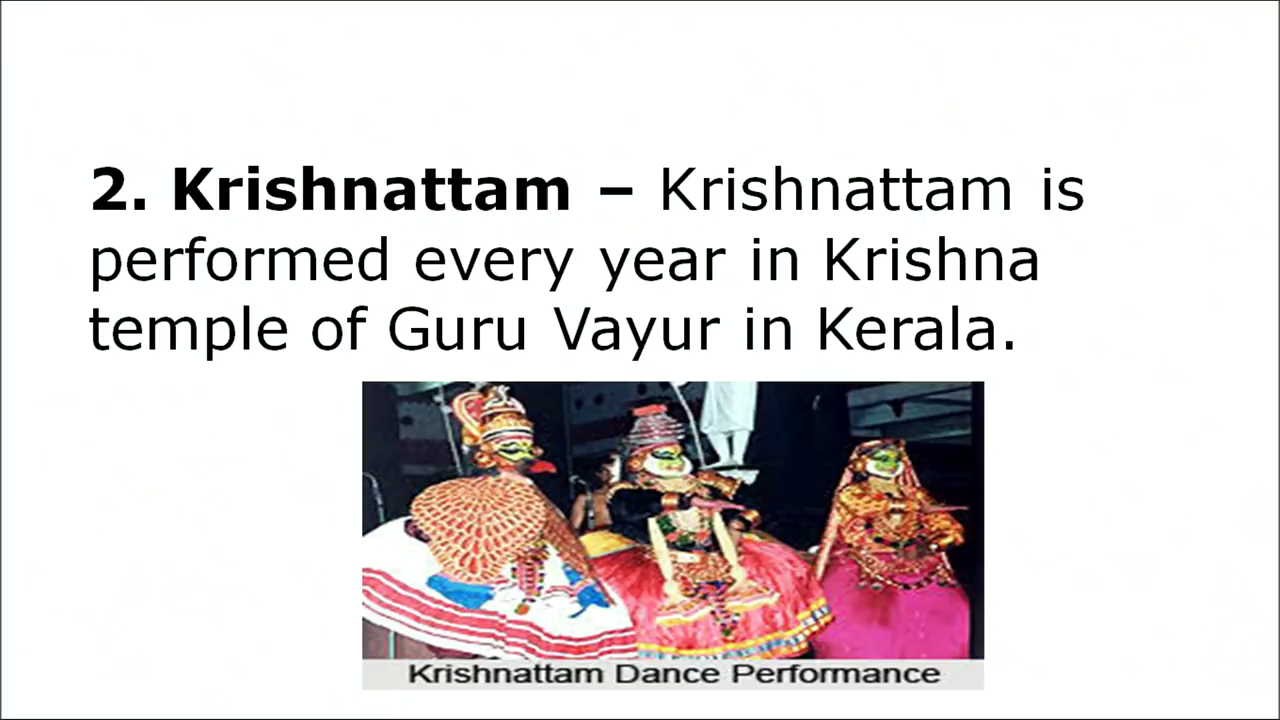 2. Krishnattam – Krishnattam is
performed every year in Krishna
temple of Guru Vayur in Kerala.
Krishnattam Dance Performance